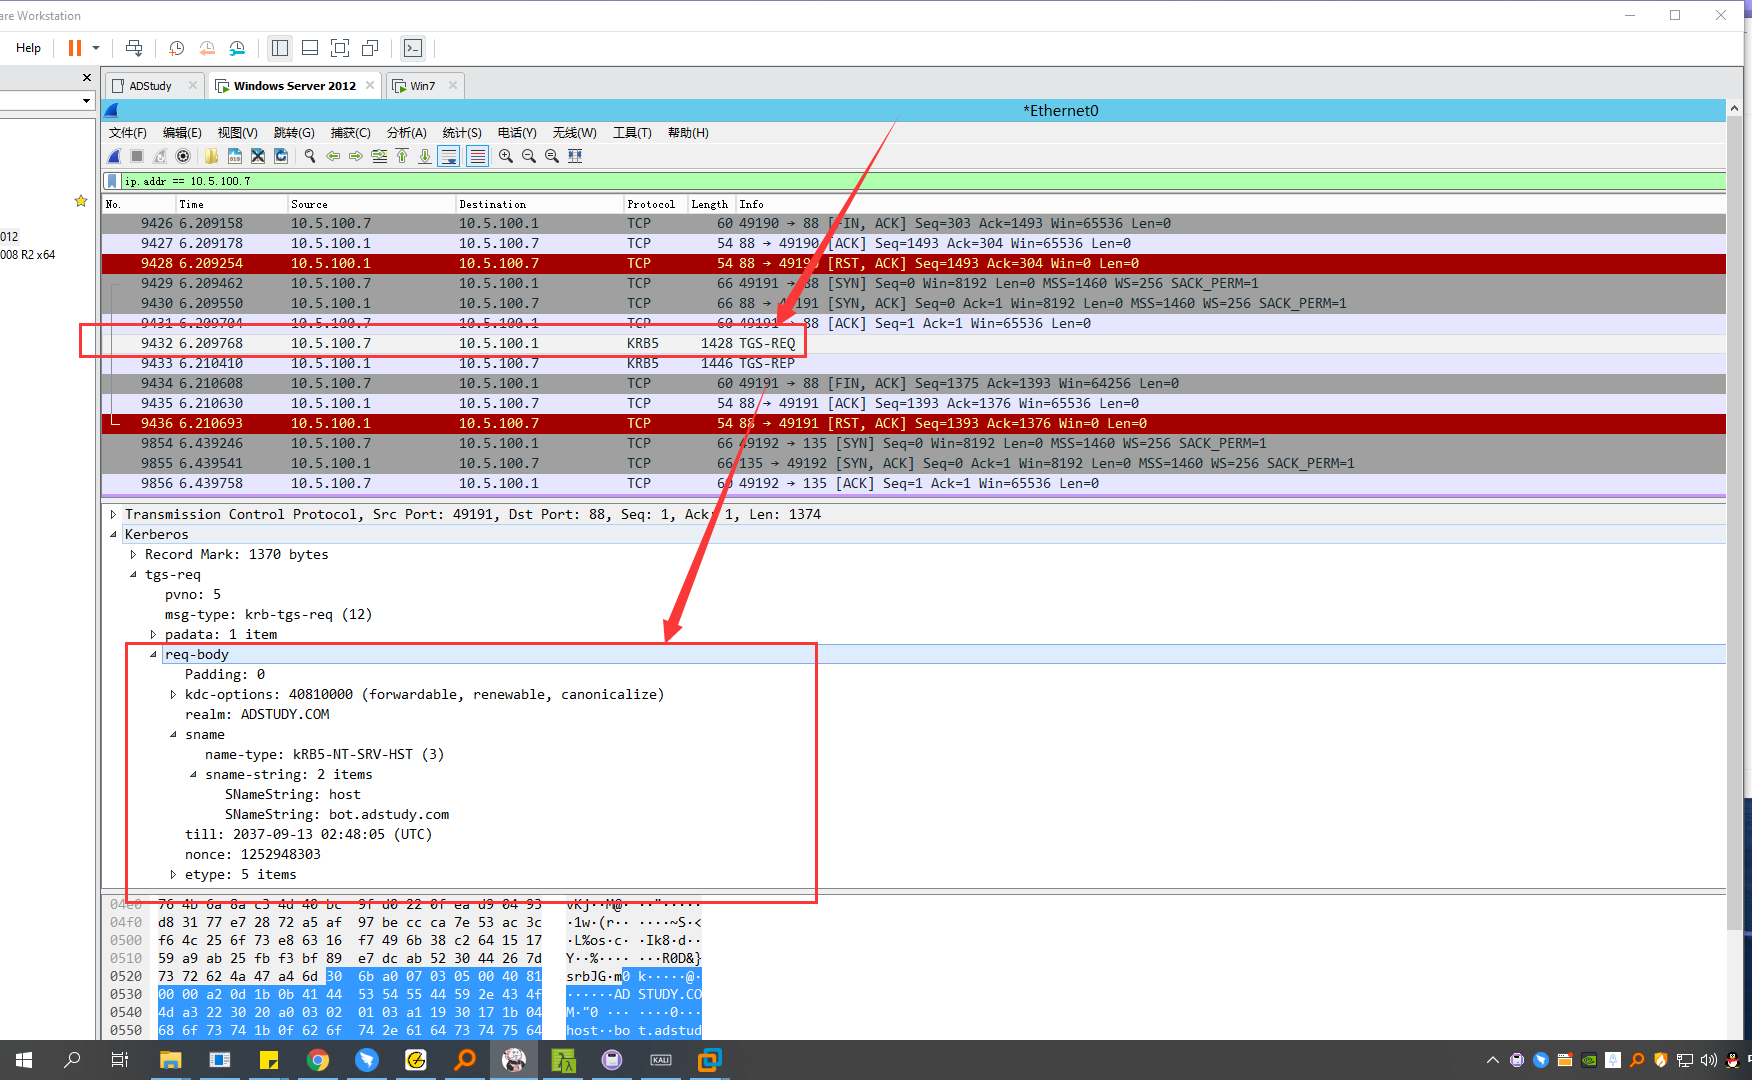 are Workstation
Help
ADStudy
Windows Server 2012
Win7
*Ethernet0
文件(F) 编辑(E) 视图(V) 跳转(G) 捕获(C) 分析(A) 统计(S) 电话(Y) 无线(W) 工具(T) 帮助(H)
ip.addr == 10.5.100.7
012
008 R2 x64
No. Time Source Destination Protocol Length Info
9426 6.209158 10.5.100.7 10.5.100.1 TCP 60 49190 → 88 [FIN, ACK] Seq=303 Ack=1493 Win=65536 Len=0
9427 6.209178 10.5.100.1 10.5.100.7 TCP 54 88 → 49190 [ACK] Seq=1493 Ack=304 Win=65536 Len=0
9428 6.209254 10.5.100.1 10.5.100.7 TCP 54 88 → 49190 [RST, ACK] Seq=1493 Ack=304 Win=0 Len=0
9429 6.209462 10.5.100.7 10.5.100.1 TCP 66 49191 → 88 [SYN] Seq=0 Win=8192 Len=0 MSS=1460 WS=256 SACK_PERM=1
9430 6.209550 10.5.100.1 10.5.100.7 TCP 66 88 → 49191 [SYN, ACK] Seq=0 Ack=1 Win=8192 Len=0 MSS=1460 WS=256 SACK_PERM=1
9431 6.209704 10.5.100.7 10.5.100.1 TCP 60 49191 → 88 [ACK] Seq=1 Ack=1 Win=65536 Len=0
9432 6.209768 10.5.100.7 10.5.100.1 KRB5 1428 TGS-REQ
9433 6.210410 10.5.100.1 10.5.100.7 KRB5 1446 TGS-REP
9434 6.210608 10.5.100.7 10.5.100.1 TCP 60 49191 → 88 [FIN, ACK] Seq=1375 Ack=1393 Win=64256 Len=0
9435 6.210630 10.5.100.1 10.5.100.7 TCP 54 88 → 49191 [ACK] Seq=1393 Ack=1376 Win=65536 Len=0
9436 6.210693 10.5.100.1 10.5.100.7 TCP 54 88 → 49191 [RST, ACK] Seq=1393 Ack=1376 Win=0 Len=0
9854 6.439246 10.5.100.7 10.5.100.1 TCP 66 49192 → 135 [SYN] Seq=0 Win=8192 Len=0 MSS=1460 WS=256 SACK_PERM=1
9855 6.439541 10.5.100.1 10.5.100.7 TCP 66 135 → 49192 [SYN, ACK] Seq=0 Ack=1 Win=8192 Len=0 MSS=1460 WS=256 SACK_PERM=1
9856 6.439758 10.5.100.7 10.5.100.1 TCP 60 49192 → 135 [ACK] Seq=1 Ack=1 Win=65536 Len=0
Transmission Control Protocol, Src Port: 49191, Dst Port: 88, Seq: 1, Ack: 1, Len: 1374
Kerberos
Record Mark: 1370 bytes
tgs-req
pvno: 5
msg-type: krb-tgs-req (12)
padata: 1 item
req-body
Padding: 0
kdc-options: 40810000 (forwardable, renewable, canonicalize)
realm: ADSTUDY.COM
sname
name-type: kRB5-NT-SRV-HST (3)
sname-string: 2 items
SNameString: host
SNameString: bot.adstudy.com
till: 2037-09-13 02:48:05 (UTC)
nonce: 1252948303
etype: 5 items
04e0 76 4b 6a 8a c3 4d 40 bc 9f d0 22 0f ea d9 04 93 vKj··M@· ··"·····
04f0 d8 31 77 e7 28 72 a5 af 97 be cc ca 7e 53 ac 3c ·1w·(r·· ····~S·<
0500 f6 4c 25 6f 73 e8 63 16 f7 49 6b 38 c2 64 15 17 ·L%os·c· ·Ik8·d··
0510 59 a9 ab 25 fb f3 bf 89 e7 dc ab 52 30 44 26 7d Y··%···· ···R0D&}
0520 73 72 62 4a 47 a4 6d 30 6b a0 07 03 05 00 40 81 srbJG·m0 k·····@·
0530 00 00 a2 0d 1b 0b 41 44 53 54 55 44 59 2e 43 4f ······AD STUDY.CO
0540 4d a3 22 30 20 a0 03 02 01 03 a1 19 30 17 1b 04 M·"0 ··· ····0···
0550 68 6f 73 74 1b 0f 62 6f 74 2e 61 64 73 74 75 64 host··bo t.adstud
KALI